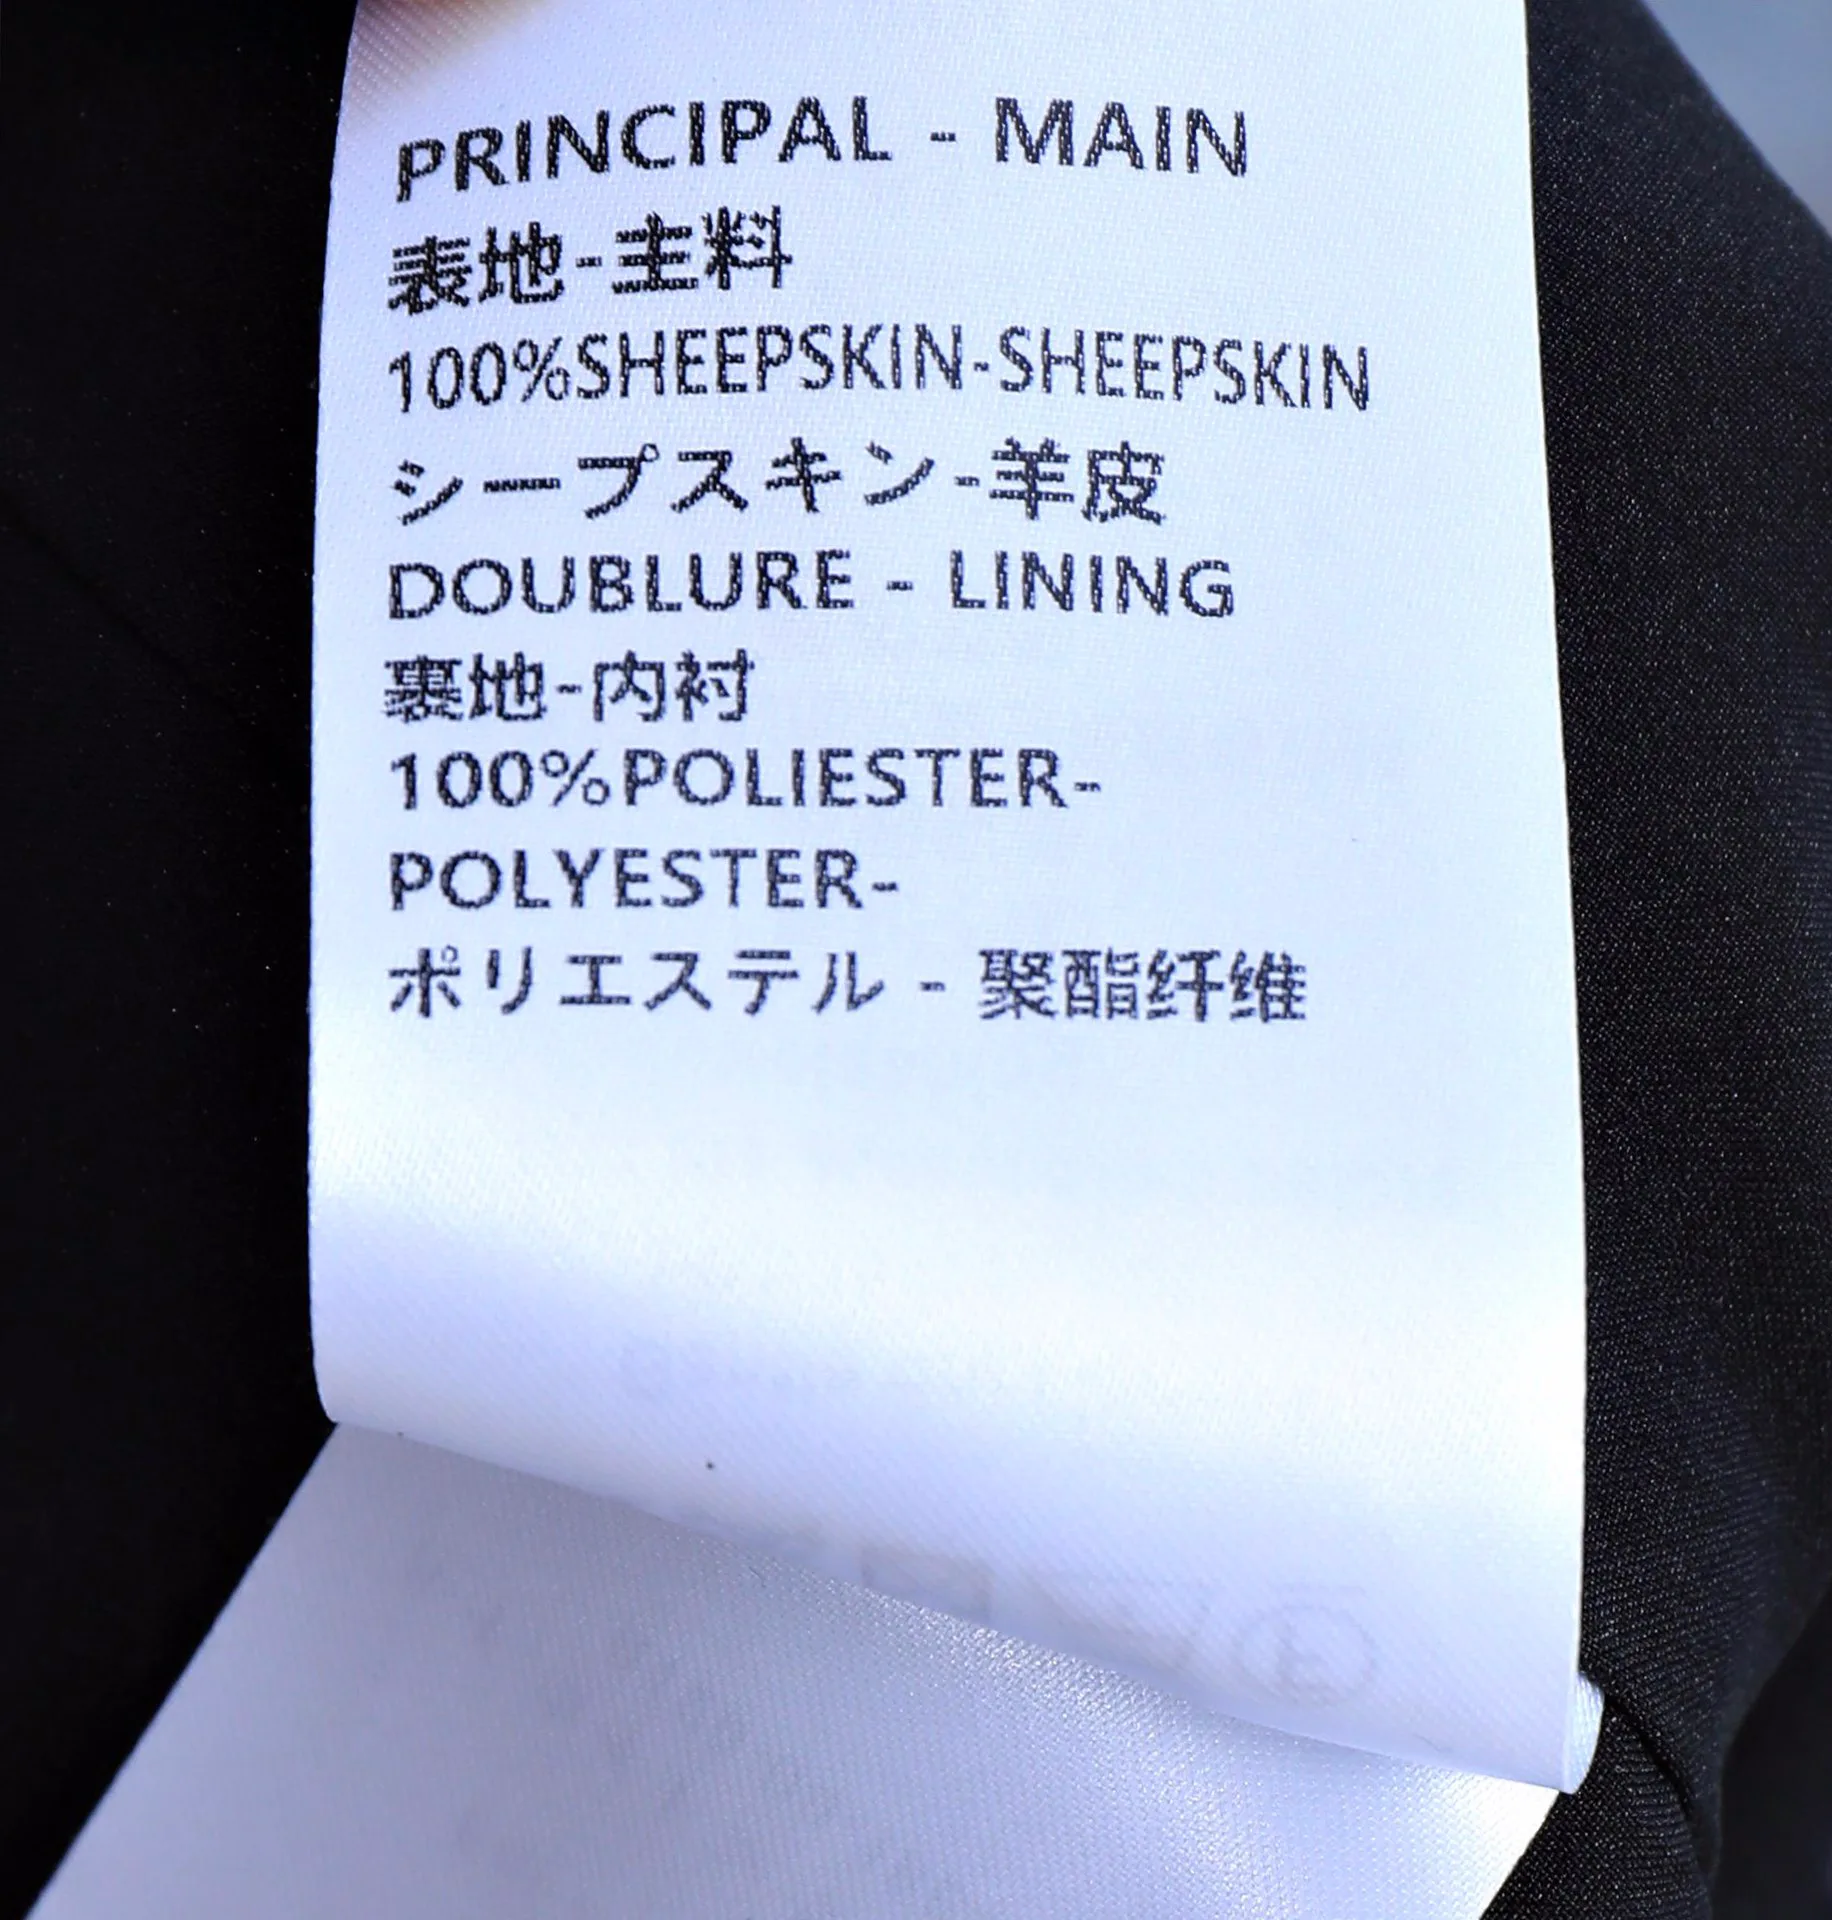 PRINCIPAL - MAIN
表地-主料
100%SHEEPSKIN-SHEEPSKIN
シープスキン-羊皮
DOUBLURE - LINING
裏地-内衬
100%POLIESTER-
POLYESTER-
ポリエステル - 聚酯纤维